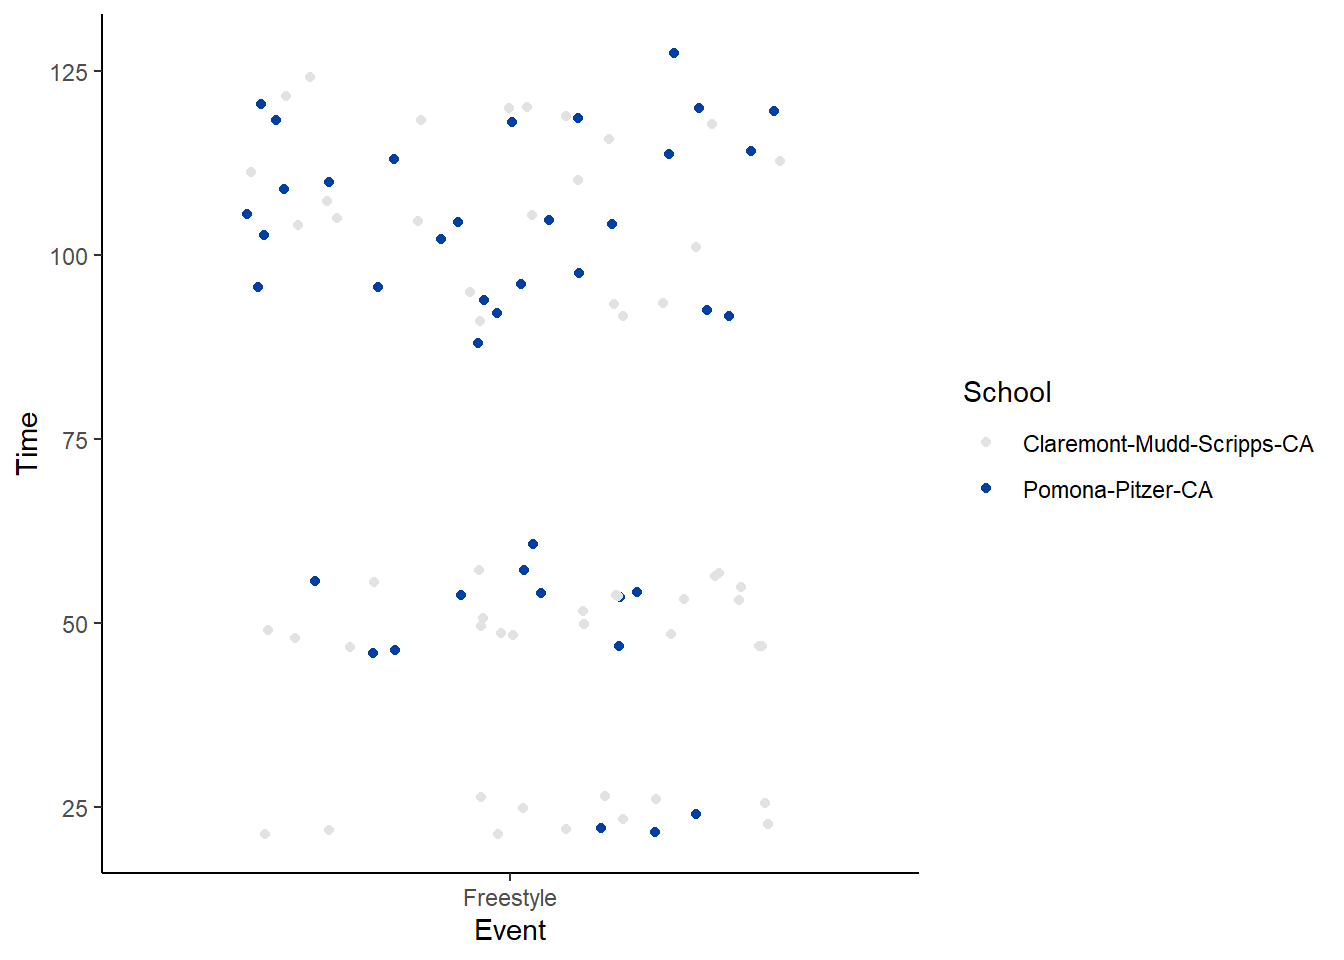 125
100
75
50
25
Time
Freestyle
Event
School
Claremont-Mudd-Scripps-CA
Pomona-Pitzer-CA